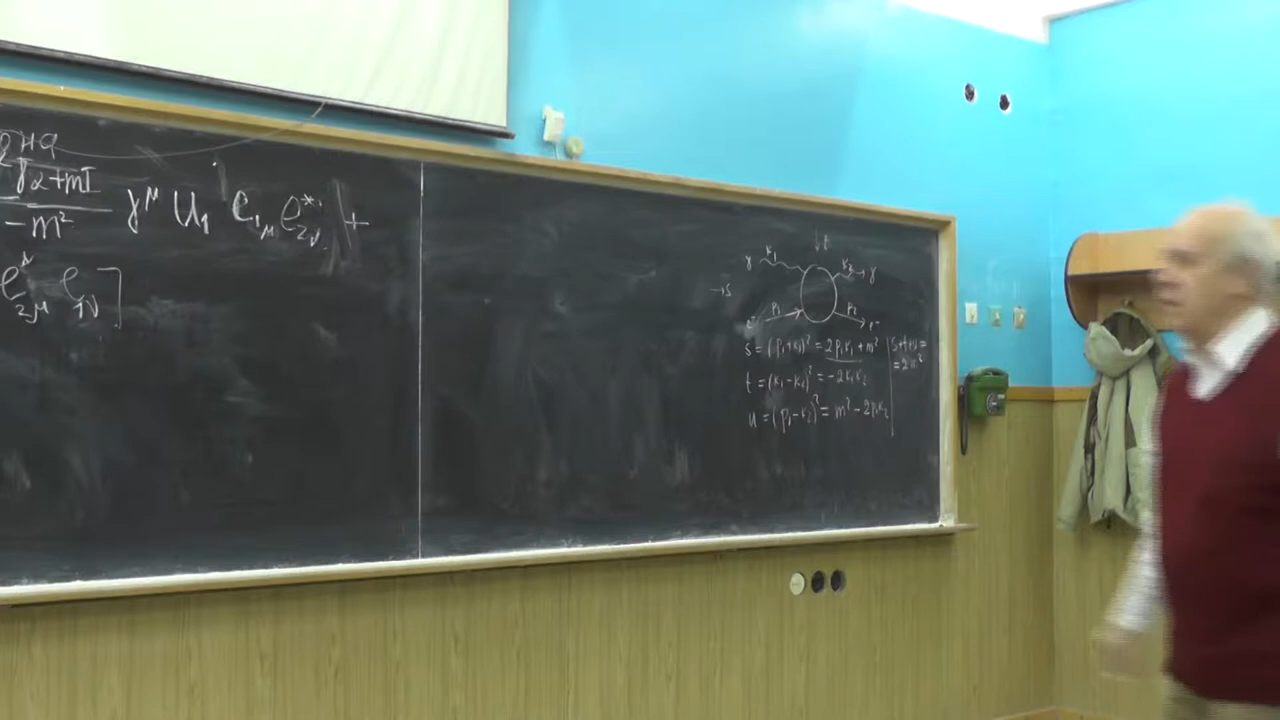 γα + mI
- m² γ^μ U₁ e₁μ e*₂ν +
e*₂μ e₁ν ]
↓t
γ k₁ k₂ γ
→s
e⁻ p₁ p₂ e⁻
s = (p₁+k₁)² = 2p₁k₁ + m² | s+t+u =
= 2m²
t = (k₁-k₂)² = -2k₁k₂
u = (p₁-k₂)² = m² - 2p₁k₂